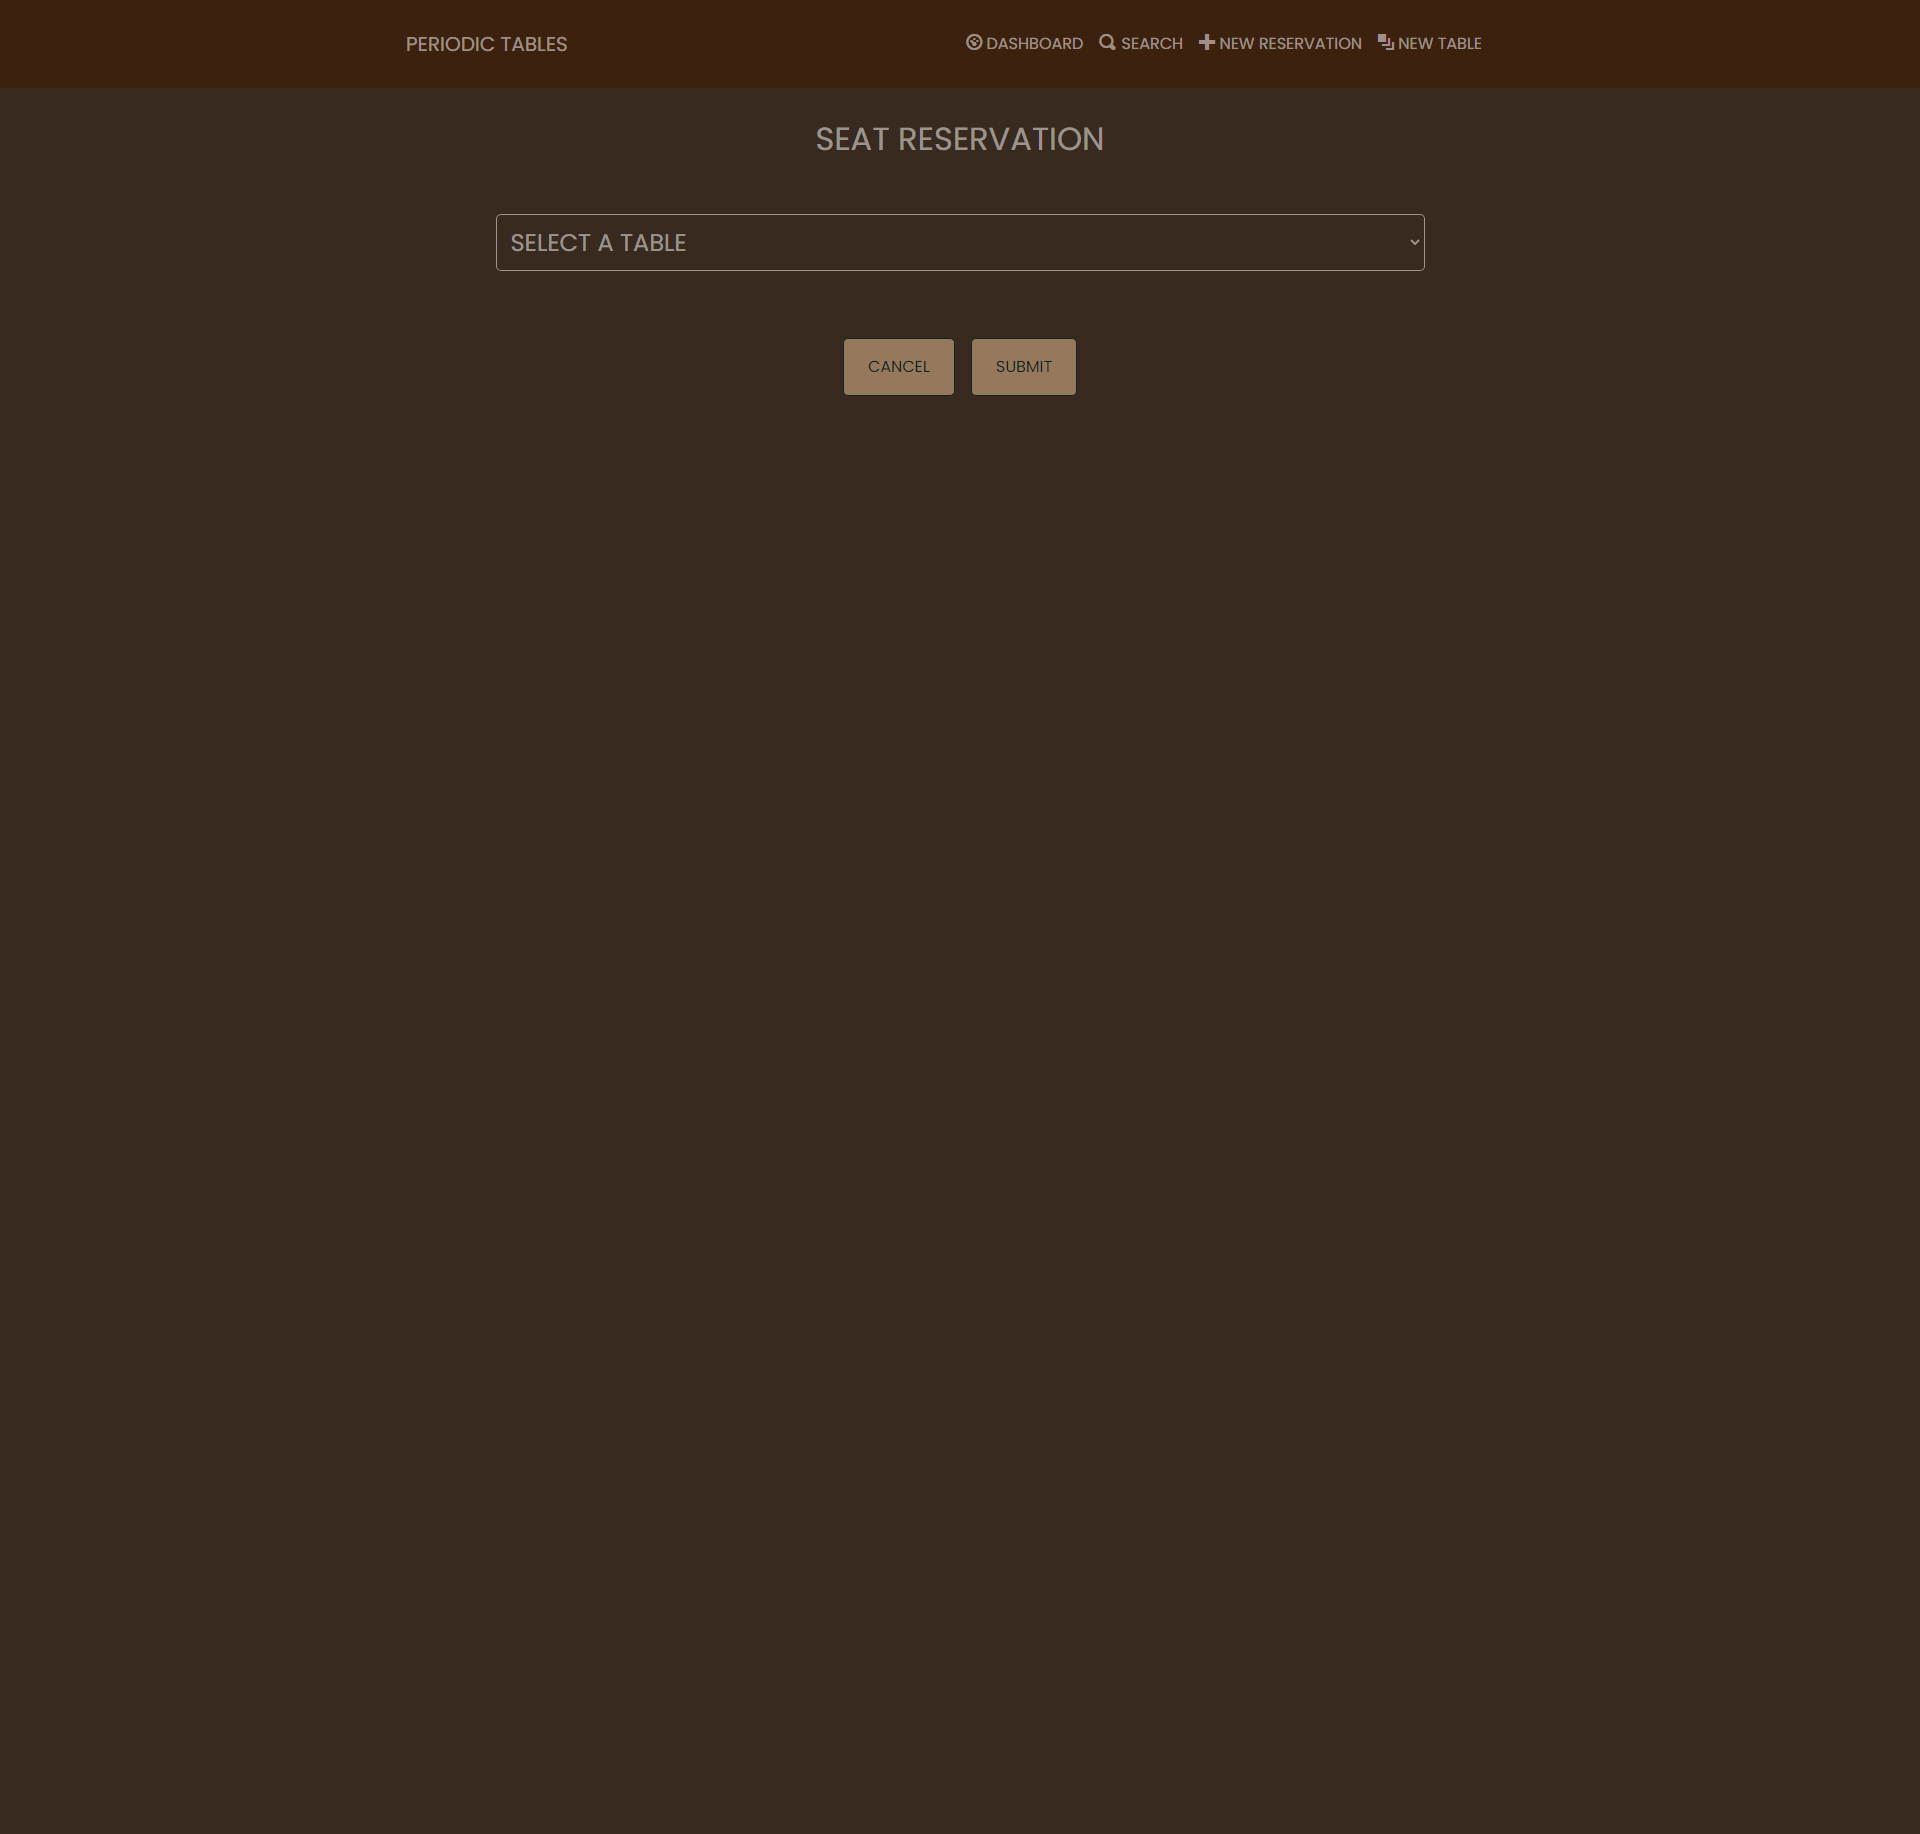 PERIODIC TABLES
DASHBOARD SEARCH NEW RESERVATION NEW TABLE
SEAT RESERVATION
SELECT A TABLE
CANCEL SUBMIT